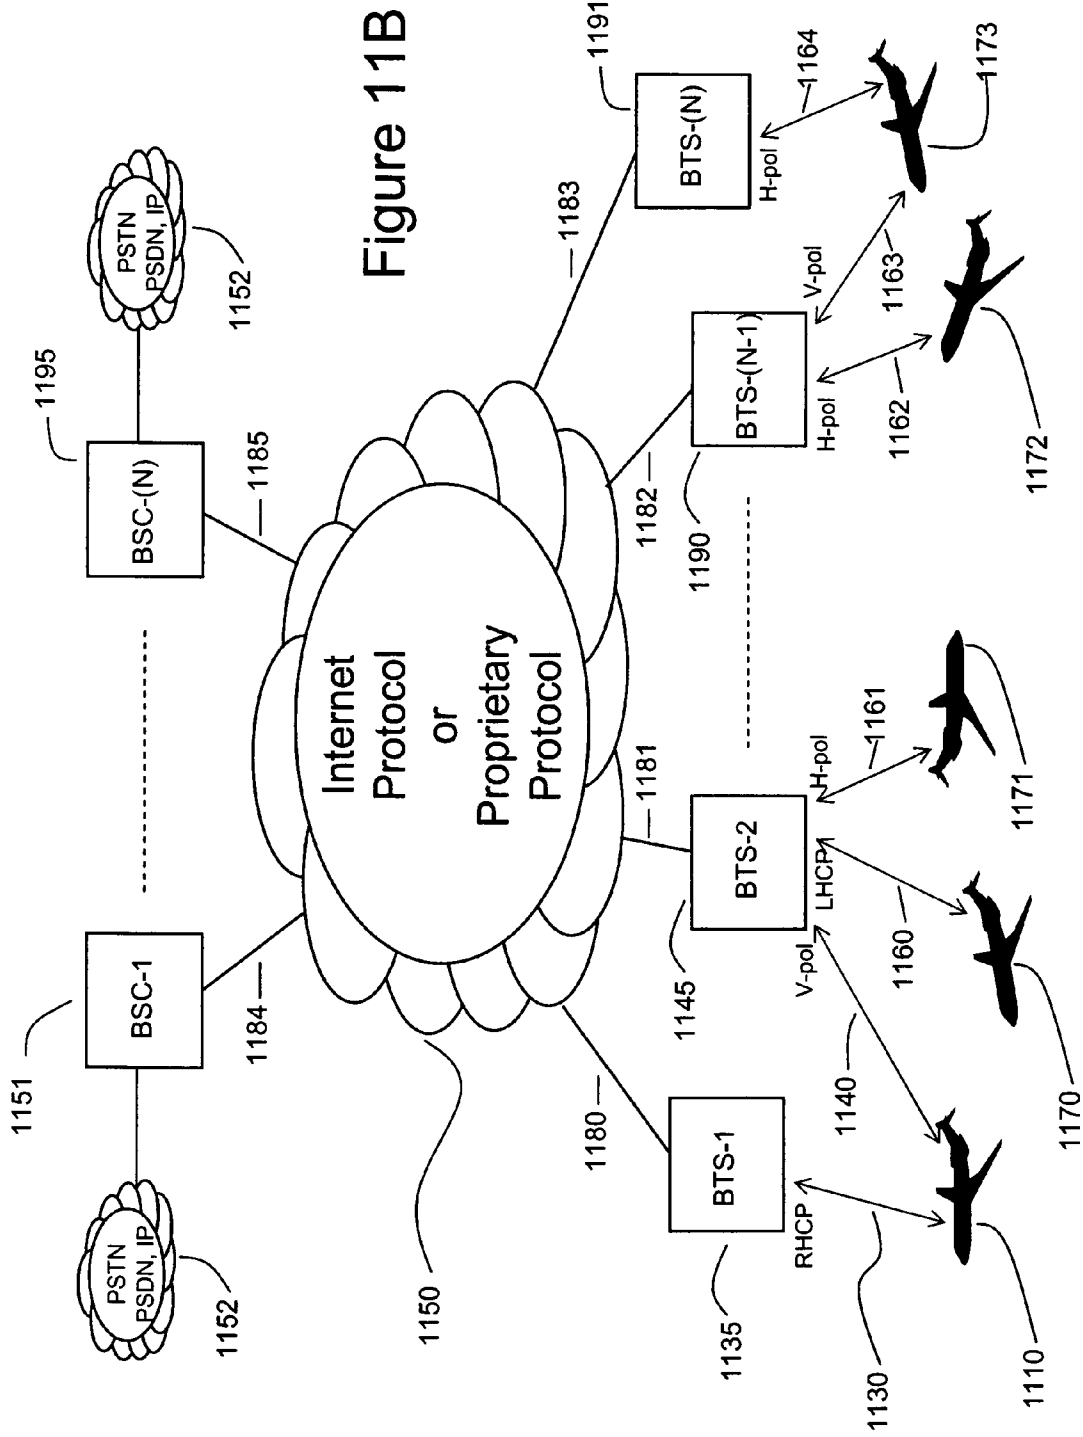 Figure 11B
1151
1195
PSTN
PSDN, IP
BSC-1
BSC-(N)
PSTN
PSDN, IP
1152
1184
1185
1152
Internet
Protocol
or
Proprietary
Protocol
1150
1180
1181
1182
1183
1135
1145
1190
1191
BTS-1
BTS-2
BTS-(N-1)
BTS-(N)
RHCP
V-pol
LHCP
H-pol
H-pol
V-pol
H-pol
1130
1140
1160
1161
1162
1163
1164
1110
1170
1171
1172
1173